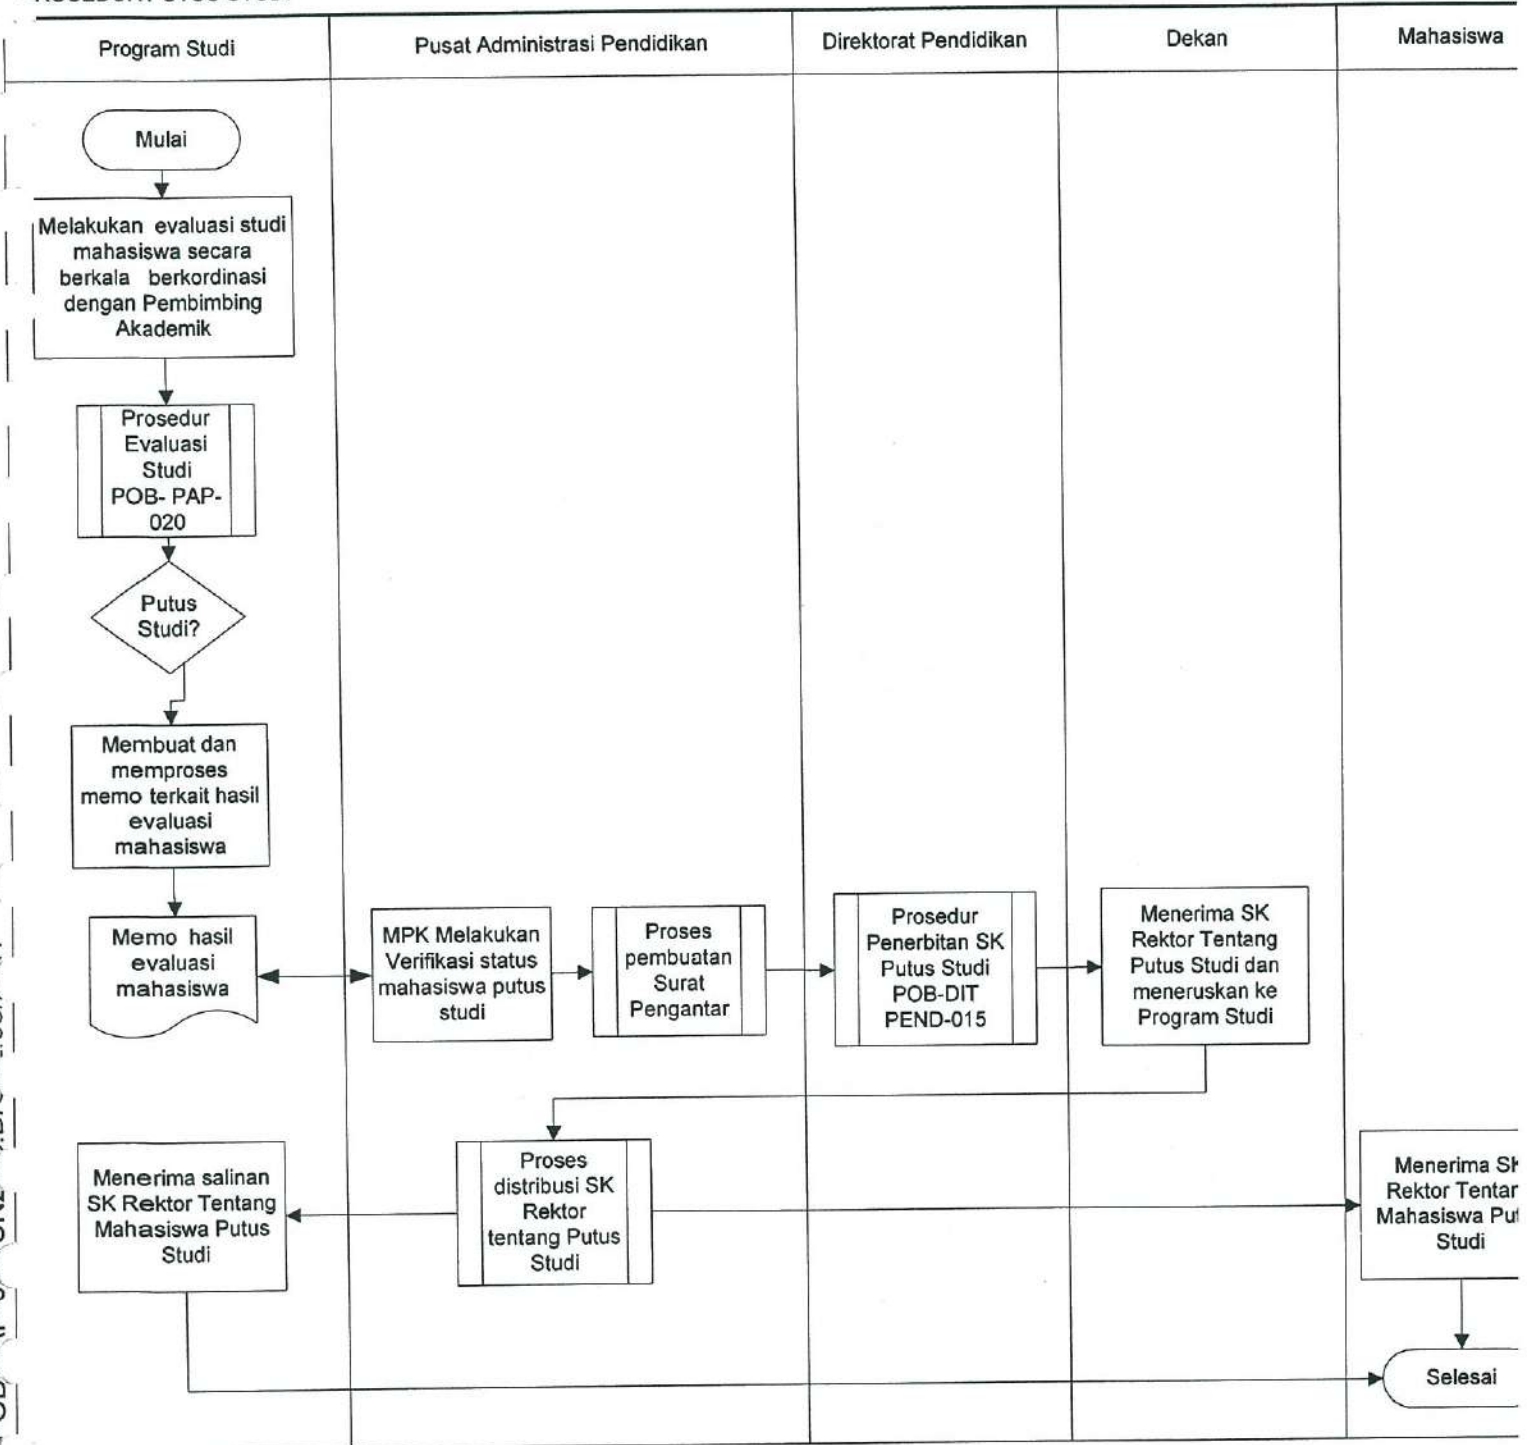 Program Studi
Pusat Administrasi Pendidikan
Direktorat Pendidikan
Dekan
Mahasiswa
Mulai
Melakukan evaluasi studi
mahasiswa secara
berkala berkordinasi
dengan Pembimbing
Akademik
Prosedur
Evaluasi
Studi
POB- PAP-
020
Putus
Studi?
Membuat dan
memproses
memo terkait hasil
evaluasi
mahasiswa
Memo hasil
evaluasi
mahasiswa
MPK Melakukan
Verifikasi status
mahasiswa putus
studi
Proses
pembuatan
Surat
Pengantar
Prosedur
Penerbitan SK
Putus Studi
POB-DIT
PEND-015
Menerima SK
Rektor Tentang
Putus Studi dan
meneruskan ke
Program Studi
Menerima salinan
SK Rektor Tentang
Mahasiswa Putus
Studi
Proses
distribusi SK
Rektor
tentang Putus
Studi
Menerima
Rektor
Mahasiswa
Studi
Selesai